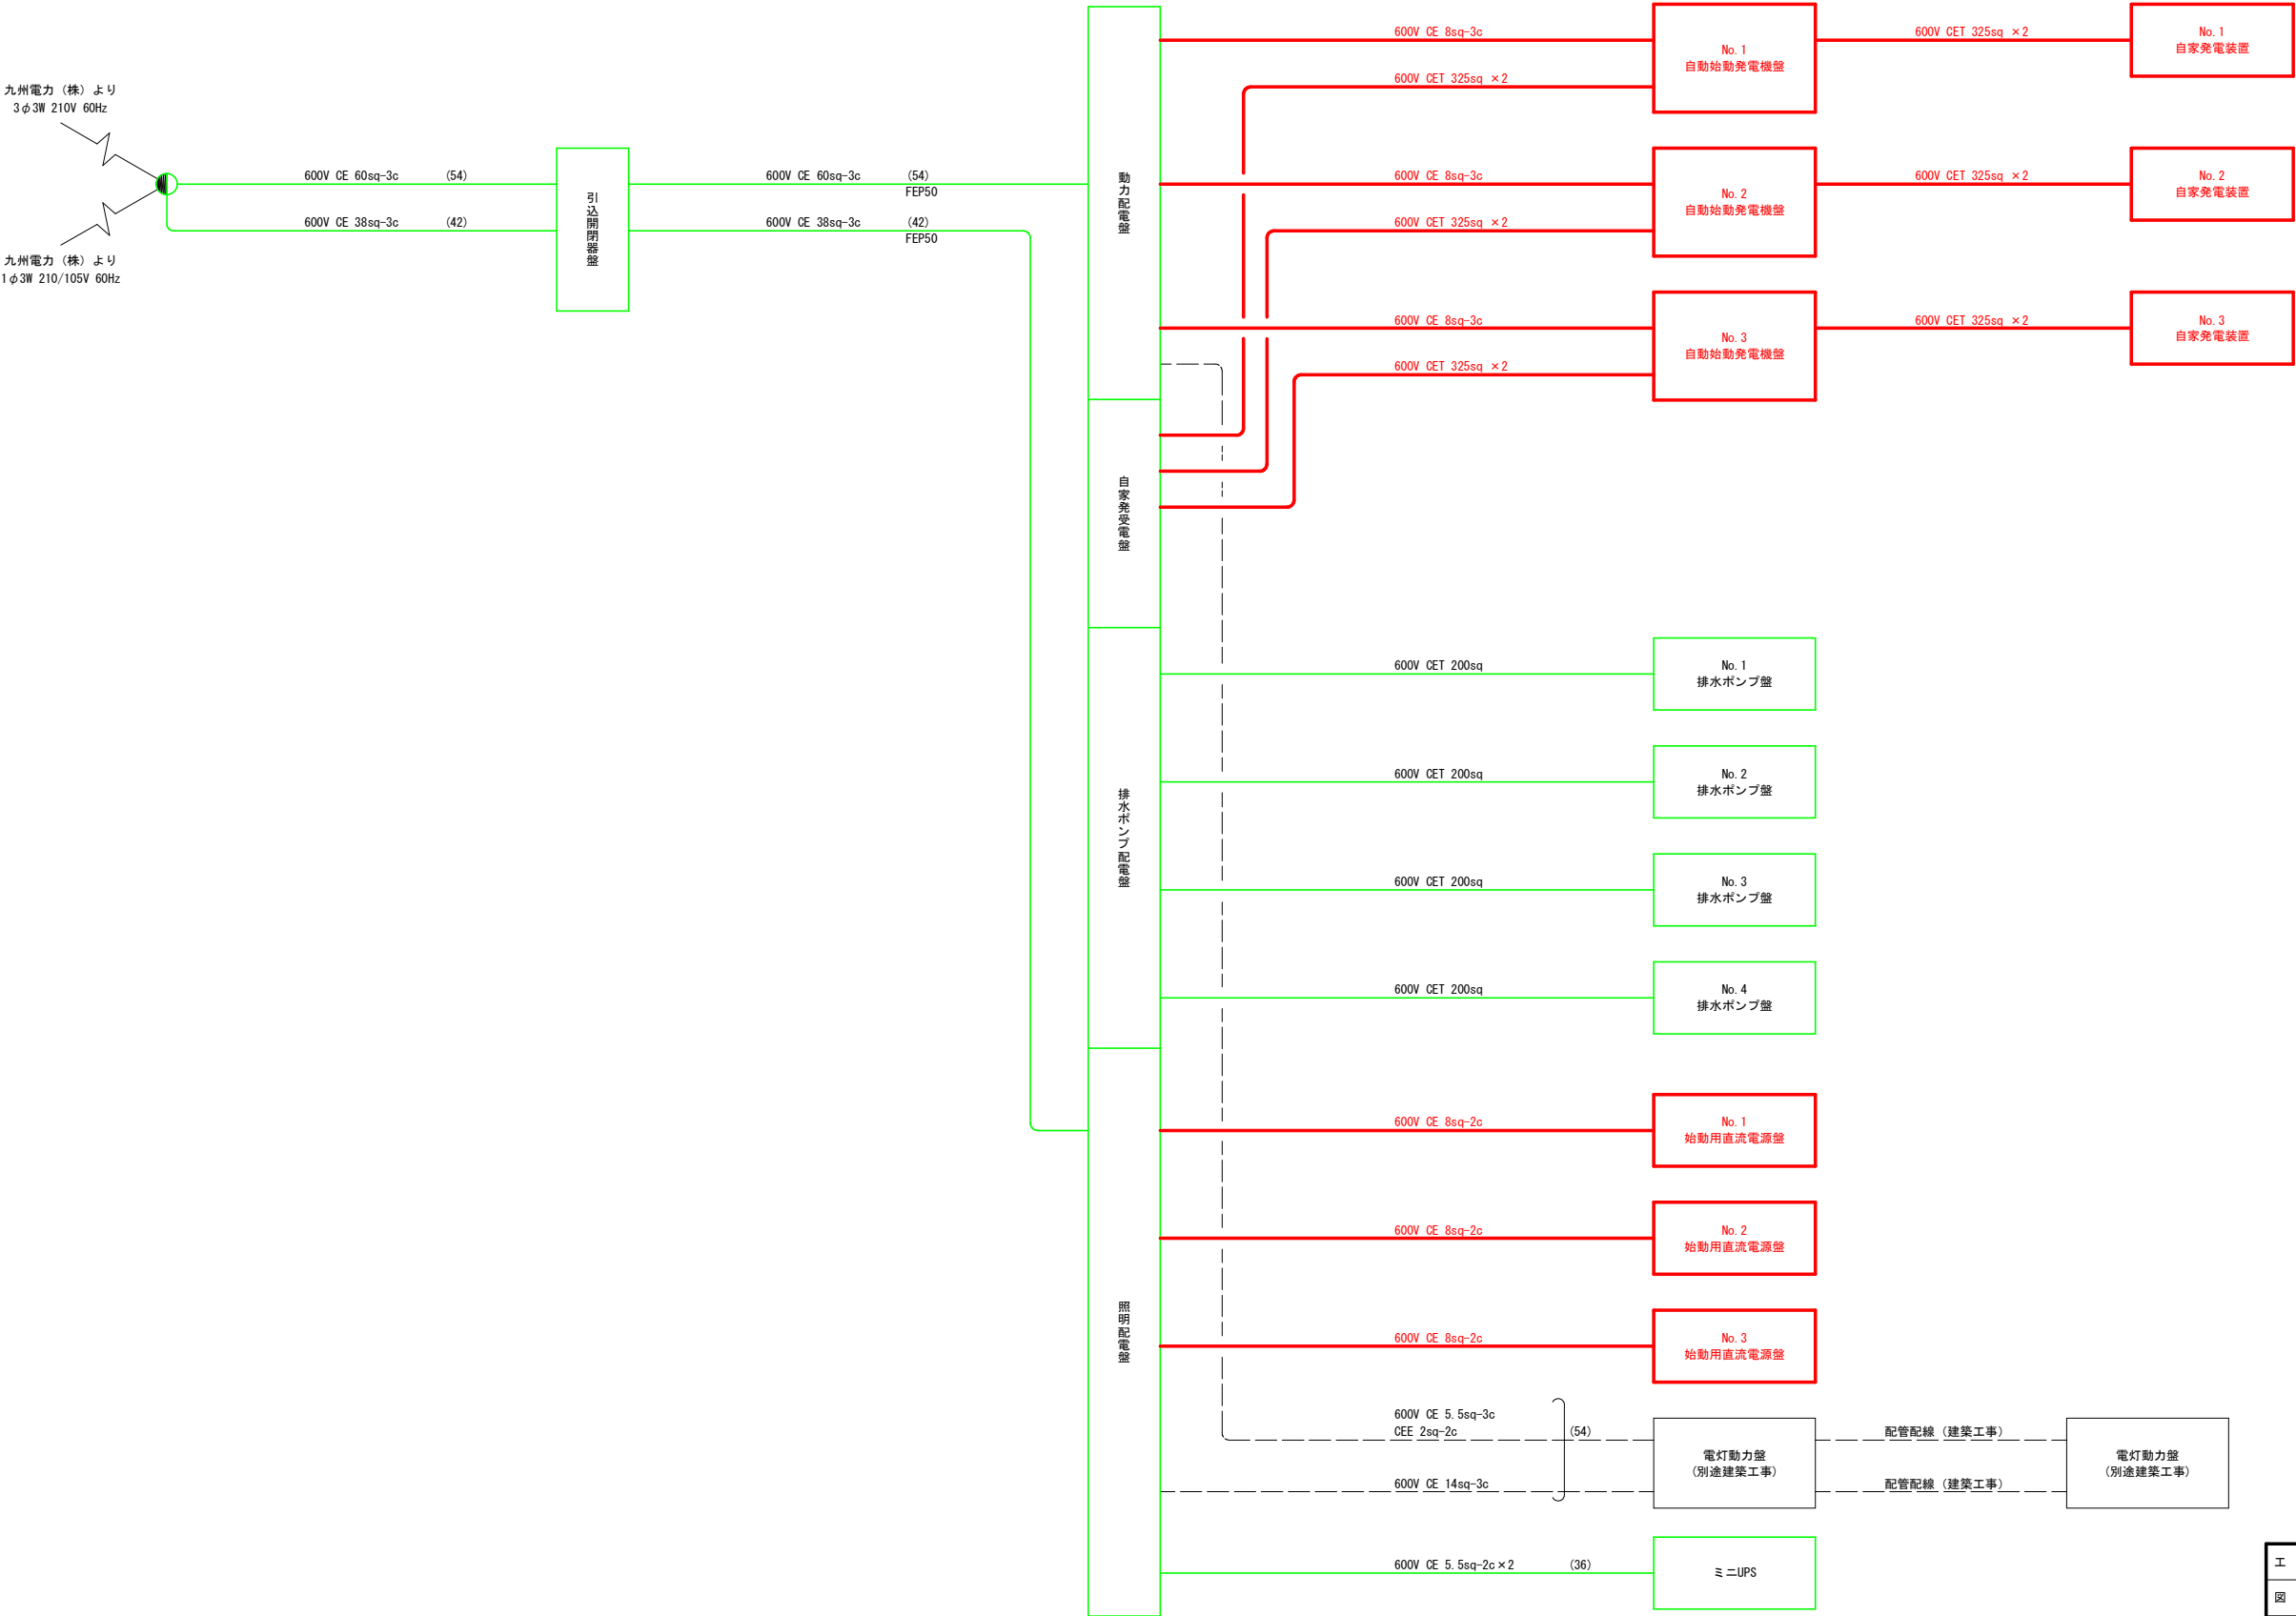 九州電力（株）より
3φ3W 210V 60Hz
九州電力（株）より
1φ3W 210/105V 60Hz
600V CE 60sq-3c (54)
600V CE 38sq-3c (42)
引込開閉器盤
600V CE 60sq-3c (54)
FEP50
600V CE 38sq-3c (42)
FEP50
動力配電盤
自家発受電盤
排水ポンプ配電盤
照明配電盤
600V CE 8sq-3c
600V CET 325sq ×2
No.1
自動始動発電機盤
600V CET 325sq ×2
No.1
自家発電装置
600V CE 8sq-3c
600V CET 325sq ×2
No.2
自動始動発電機盤
600V CET 325sq ×2
No.2
自家発電装置
600V CE 8sq-3c
600V CET 325sq ×2
No.3
自動始動発電機盤
600V CET 325sq ×2
No.3
自家発電装置
600V CET 200sq
No.1
排水ポンプ盤
600V CET 200sq
No.2
排水ポンプ盤
600V CET 200sq
No.3
排水ポンプ盤
600V CET 200sq
No.4
排水ポンプ盤
600V CE 8sq-2c
No.1
始動用直流電源盤
600V CE 8sq-2c
No.2
始動用直流電源盤
600V CE 8sq-2c
No.3
始動用直流電源盤
600V CE 5.5sq-3c
CEE 2sq-2c (54)
600V CE 14sq-3c
電灯動力盤
(別途建築工事)
配管配線（建築工事）
配管配線（建築工事）
電灯動力盤
(別途建築工事)
600V CE 5.5sq-2c×2 (36)
ミニUPS
工
図